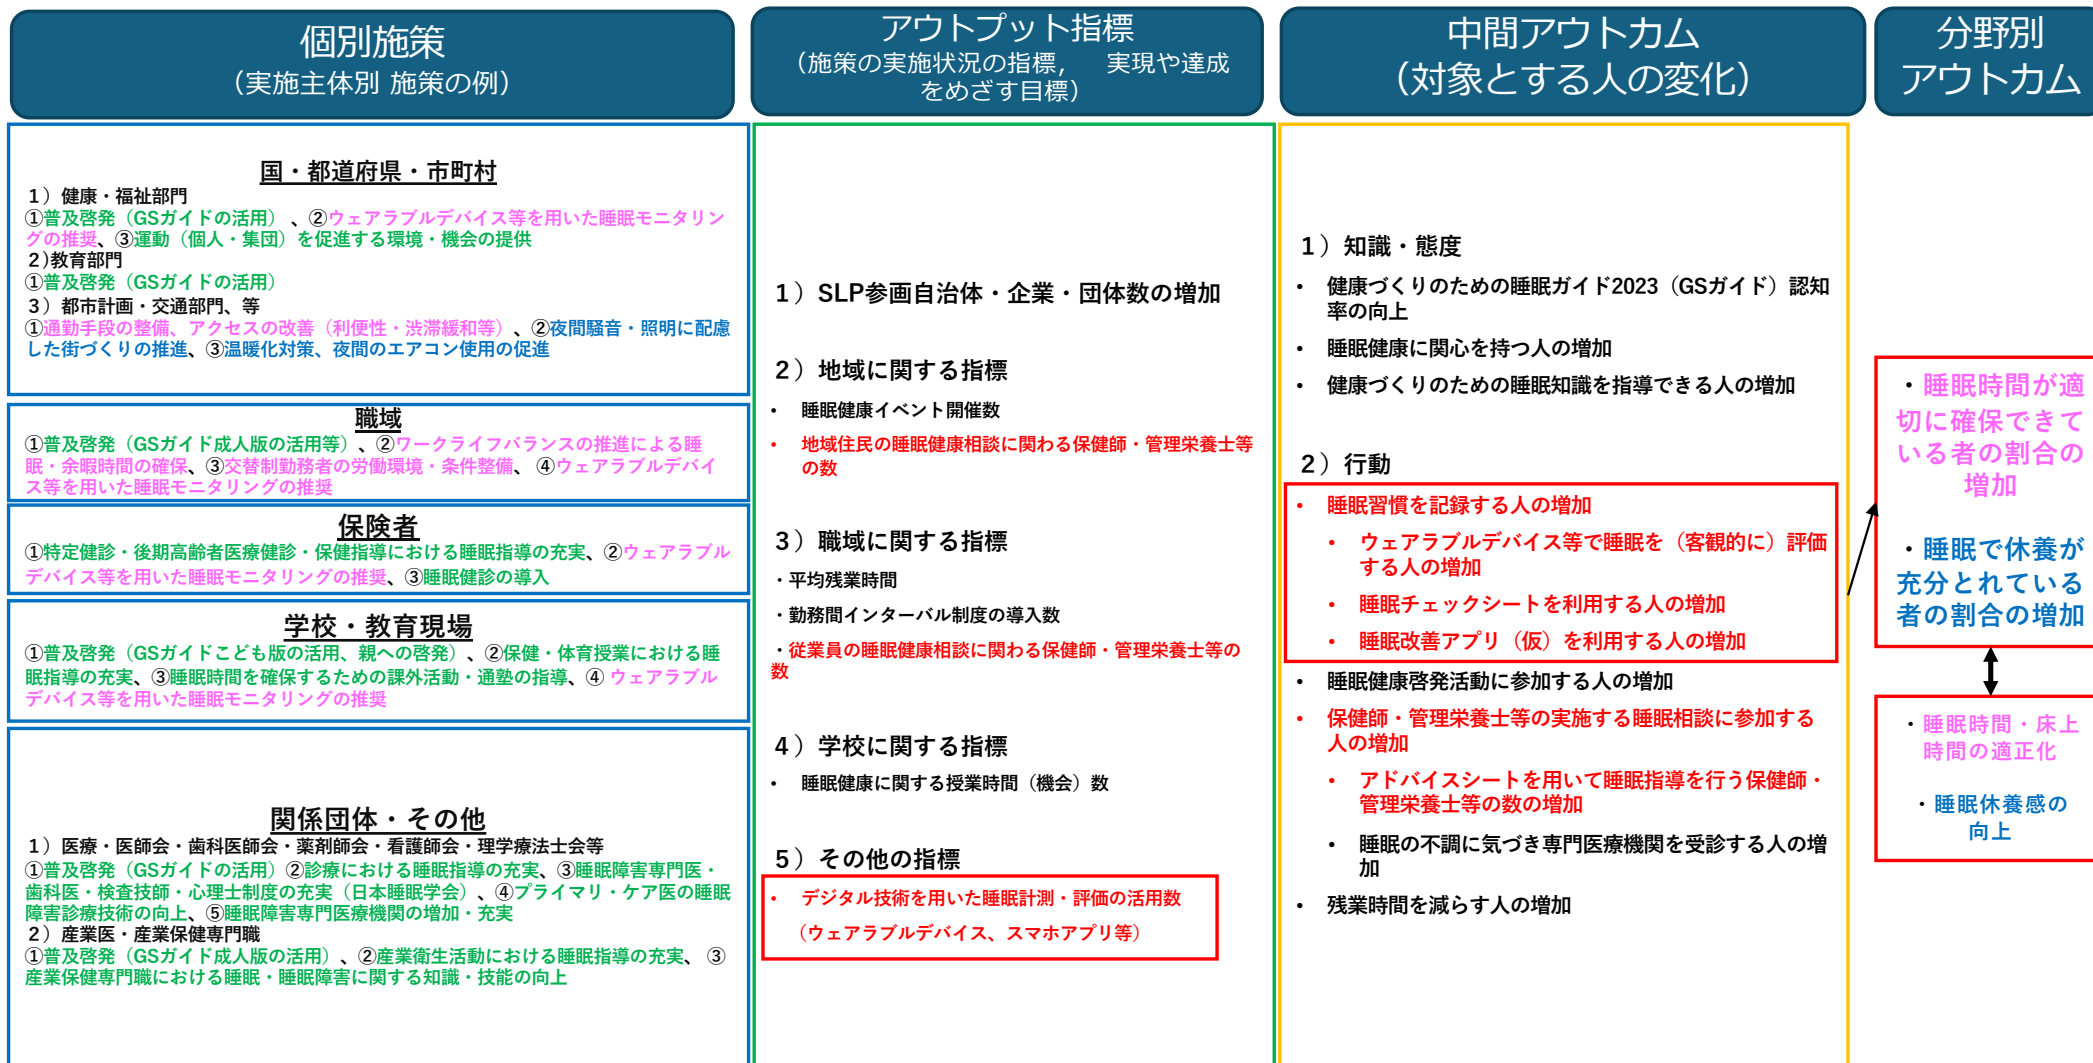 個別施策
（実施主体別 施策の例）
アウトプット指標
（施策の実施状況の指標，　実現や達成
をめざす目標）
中間アウトカム
（対象とする人の変化）
分野別
アウトカム
国・都道府県・市町村
１）健康・福祉部門
①普及啓発（GSガイドの活用）、②ウェアラブルデバイス等を用いた睡眠モニタリン
グの推奨、③運動（個人・集団）を促進する環境・機会の提供
２)教育部門
①普及啓発（GSガイドの活用）
３）都市計画・交通部門、等
①通勤手段の整備、アクセスの改善（利便性・渋滞緩和等）、②夜間騒音・照明に配慮
した街づくりの推進、③温暖化対策、夜間のエアコン使用の促進
職域
①普及啓発（GSガイド成人版の活用等）、②ワークライフバランスの推進による睡
眠・余暇時間の確保、③交替制勤務者の労働環境・条件整備、④ウェアラブルデバイ
ス等を用いた睡眠モニタリングの推奨
保険者
①特定健診・後期高齢者医療健診・保健指導における睡眠指導の充実、②ウェアラブル
デバイス等を用いた睡眠モニタリングの推奨、③睡眠健診の導入
学校・教育現場
①普及啓発（GSガイドこども版の活用、親への啓発）、②保健・体育授業における睡
眠指導の充実、③睡眠時間を確保するための課外活動・通塾の指導、④ ウェアラブル
デバイス等を用いた睡眠モニタリングの推奨
関係団体・その他
１）医療・医師会・歯科医師会・薬剤師会・看護師会・理学療法士会等
①普及啓発（GSガイドの活用）②診療における睡眠指導の充実、③睡眠障害専門医・
歯科医・検査技師・心理士制度の充実（日本睡眠学会）、④プライマリ・ケア医の睡眠
障害診療技術の向上、⑤睡眠障害専門医療機関の増加・充実
２）産業医・産業保健専門職
①普及啓発（GSガイド成人版の活用）、②産業衛生活動における睡眠指導の充実、③
産業保健専門職における睡眠・睡眠障害に関する知識・技能の向上
１）SLP参画自治体・企業・団体数の増加
２）地域に関する指標
• 睡眠健康イベント開催数
• 地域住民の睡眠健康相談に関わる保健師・管理栄養士等
の数
３）職域に関する指標
・平均残業時間
・勤務間インターバル制度の導入数
・従業員の睡眠健康相談に関わる保健師・管理栄養士等の
数
４）学校に関する指標
• 睡眠健康に関する授業時間（機会）数
５）その他の指標
• デジタル技術を用いた睡眠計測・評価の活用数
（ウェアラブルデバイス、スマホアプリ等）
１）知識・態度
• 健康づくりのための睡眠ガイド2023（GSガイド）認知
率の向上
• 睡眠健康に関心を持つ人の増加
• 健康づくりのための睡眠知識を指導できる人の増加
２）行動
• 睡眠習慣を記録する人の増加
• ウェアラブルデバイス等で睡眠を（客観的に）評価
する人の増加
• 睡眠チェックシートを利用する人の増加
• 睡眠改善アプリ（仮）を利用する人の増加
• 睡眠健康啓発活動に参加する人の増加
• 保健師・管理栄養士等の実施する睡眠相談に参加する
人の増加
• アドバイスシートを用いて睡眠指導を行う保健師・
管理栄養士等の数の増加
• 睡眠の不調に気づき専門医療機関を受診する人の増
加
• 残業時間を減らす人の増加
・睡眠時間が適
切に確保できて
いる者の割合の
増加
・睡眠で休養が
充分とれている
者の割合の増加
・睡眠時間・床上
時間の適正化
・睡眠休養感の
向上